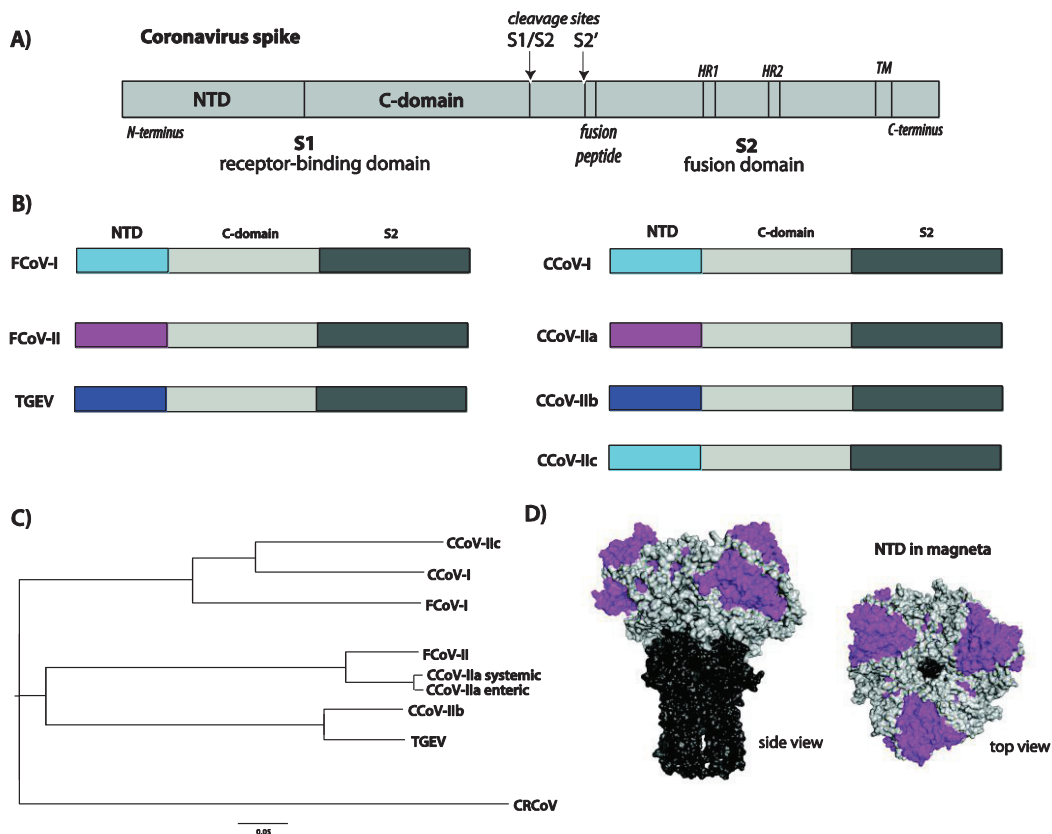 A)
Coronavirus spike
cleavage sites
S1/S2 S2'
HR1 HR2 TM
NTD C-domain
N-terminus fusion peptide C-terminus
S1
receptor-binding domain
S2
fusion domain
B)
NTD C-domain S2
FCoV-I
FCoV-II
TGEV
NTD C-domain S2
CCoV-I
CCoV-IIa
CCoV-IIb
CCoV-IIc
C)
CCoV-IIc
CCoV-I
FCoV-I
FCoV-II
CCoV-IIa systemic
CCoV-IIa enteric
CCoV-IIb
TGEV
CRCoV
0.05
D)
NTD in magneta
side view
top view